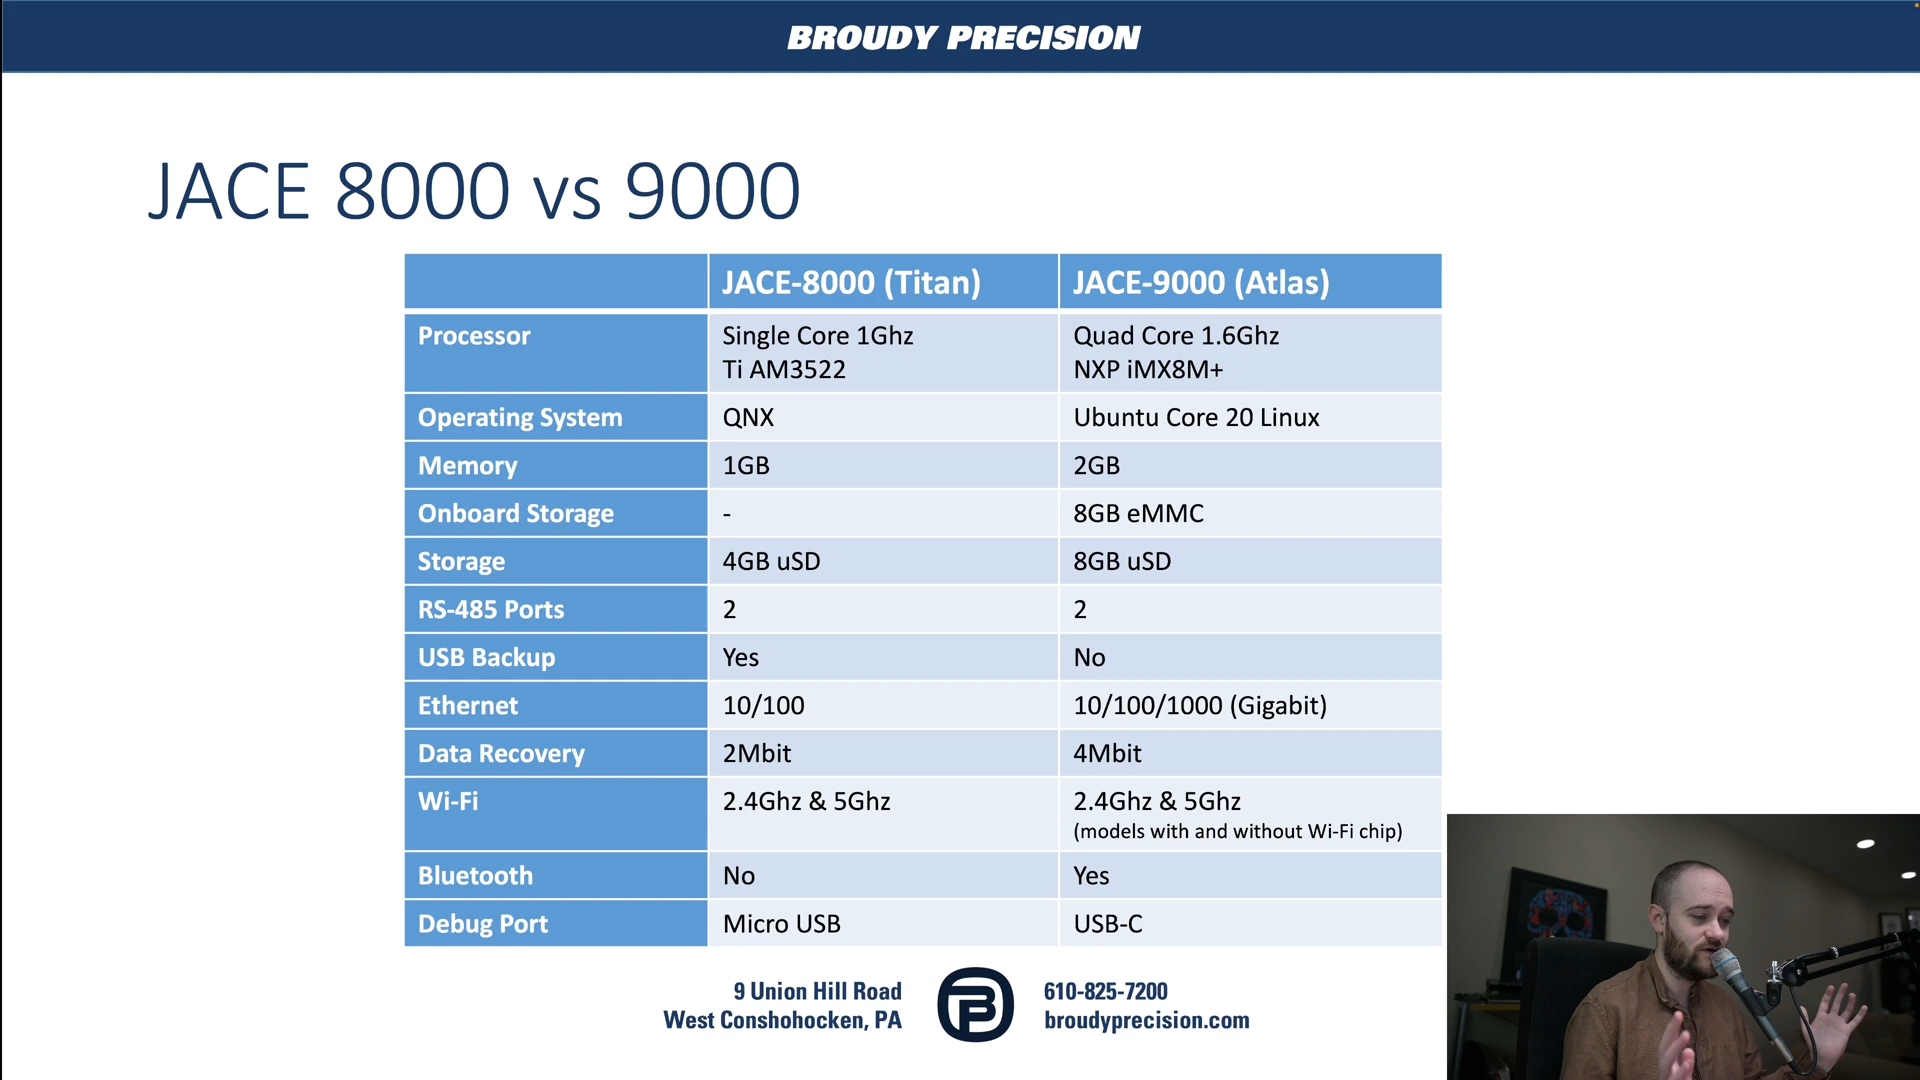 BROUDY PRECISION
JACE 8000 vs 9000
JACE-8000 (Titan) JACE-9000 (Atlas)
Processor Single Core 1Ghz Quad Core 1.6Ghz
Ti AM3522 NXP iMX8M+
Operating System QNX Ubuntu Core 20 Linux
Memory 1GB 2GB
Onboard Storage - 8GB eMMC
Storage 4GB uSD 8GB uSD
RS-485 Ports 2 2
USB Backup Yes No
Ethernet 10/100 10/100/1000 (Gigabit)
Data Recovery 2Mbit 4Mbit
Wi-Fi 2.4Ghz & 5Ghz 2.4Ghz & 5Ghz
(models with and without Wi-Fi chip)
Bluetooth No Yes
Debug Port Micro USB USB-C
9 Union Hill Road 610-825-7200
West Conshohocken, PA broudyprecision.com